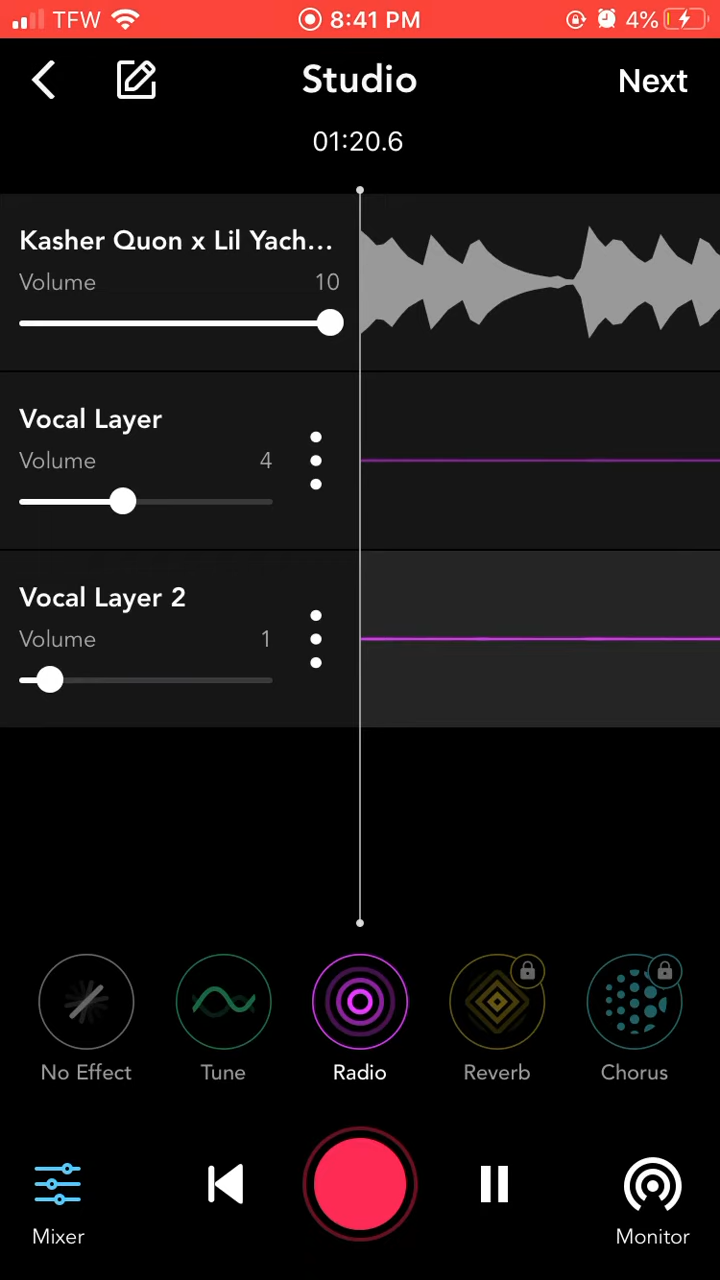 TFW 8:41 PM 4%
Studio Next
01:20.6
Kasher Quon x Lil Yach...
Volume 10
Vocal Layer
Volume 4
Vocal Layer 2
Volume 1
No Effect Tune Radio Reverb Chorus
Mixer Monitor